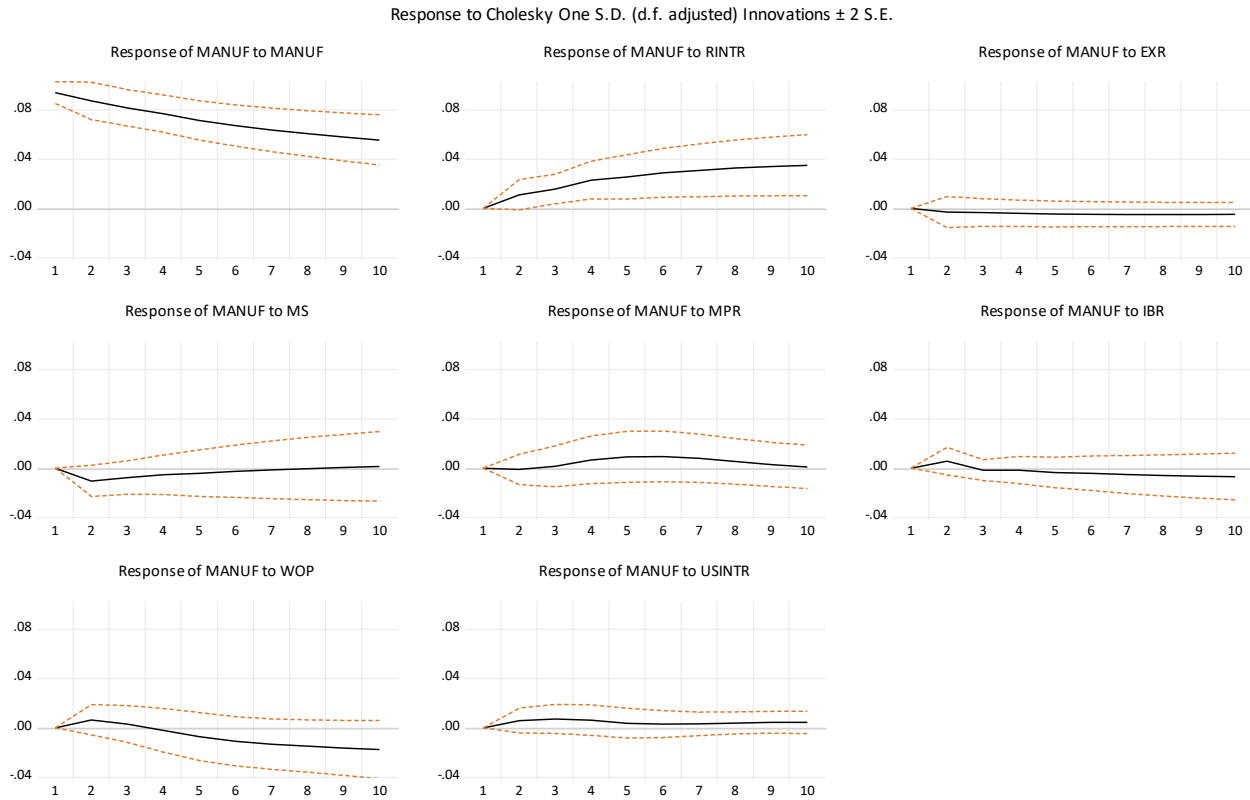 Response to Cholesky One S.D. (d.f. adjusted) Innovations ± 2 S.E.
Response of MANUF to MANUF
.08
.04
.00
-.04
1 2 3 4 5 6 7 8 9 10
Response of MANUF to RINTR
.08
.04
.00
-.04
1 2 3 4 5 6 7 8 9 10
Response of MANUF to EXR
.08
.04
.00
-.04
1 2 3 4 5 6 7 8 9 10
Response of MANUF to MS
.08
.04
.00
-.04
1 2 3 4 5 6 7 8 9 10
Response of MANUF to MPR
.08
.04
.00
-.04
1 2 3 4 5 6 7 8 9 10
Response of MANUF to IBR
.08
.04
.00
-.04
1 2 3 4 5 6 7 8 9 10
Response of MANUF to WOP
.08
.04
.00
-.04
1 2 3 4 5 6 7 8 9 10
Response of MANUF to USINTR
.08
.04
.00
-.04
1 2 3 4 5 6 7 8 9 10